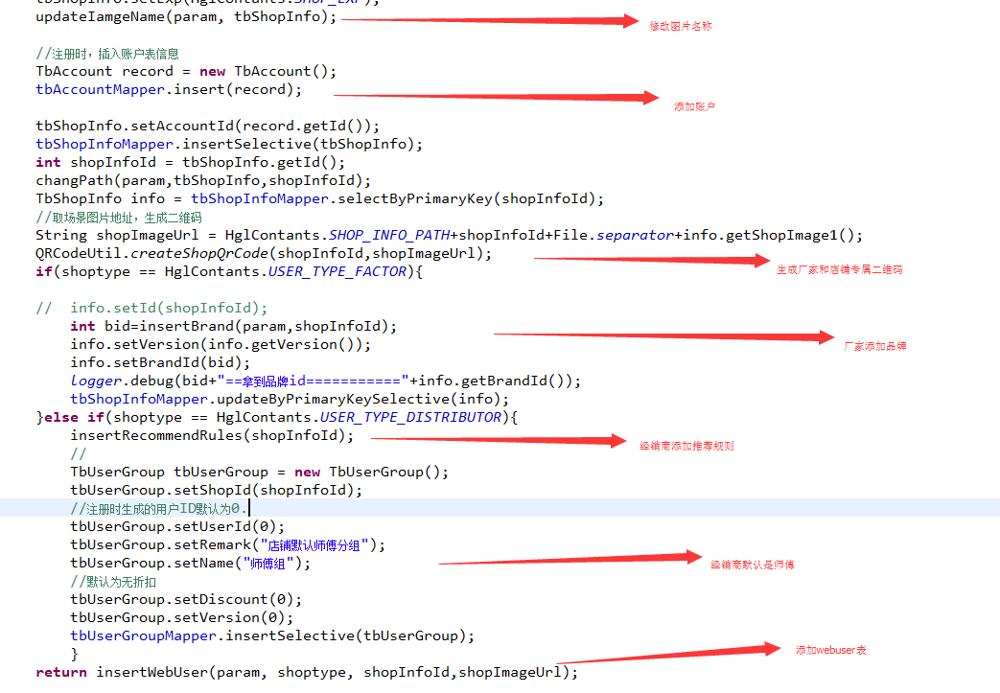 tbShopInfo.setExp(HglContants.SHOP_EXP);
updateIamgeName(param, tbShopInfo);
修改图片名称
//注册时，插入账户表信息
TbAccount record = new TbAccount();
tbAccountMapper.insert(record);
添加账户
tbShopInfo.setAccountId(record.getId());
tbShopInfoMapper.insertSelective(tbShopInfo);
int shopInfoId = tbShopInfo.getId();
changPath(param,tbShopInfo,shopInfoId);
TbShopInfo info = tbShopInfoMapper.selectByPrimaryKey(shopInfoId);
//取场景图片地址，生成二维码
String shopImageUrl = HglContants.SHOP_INFO_PATH+shopInfoId+File.separator+info.getShopImage1();
QRCodeUtil.createShopQrCode(shopInfoId,shopImageUrl);
生成厂家和店铺专属二维码
if(shoptype == HglContants.USER_TYPE_FACTOR){
// info.setId(shopInfoId);
int bid=insertBrand(param,shopInfoId);
info.setVersion(info.getVersion());
厂家添加品牌
info.setBrandId(bid);
logger.debug(bid+"==拿到品牌id==========="+info.getBrandId());
tbShopInfoMapper.updateByPrimaryKeySelective(info);
}else if(shoptype == HglContants.USER_TYPE_DISTRIBUTOR){
insertRecommendRules(shopInfoId);
经销商添加推荐规则
//
TbUserGroup tbUserGroup = new TbUserGroup();
tbUserGroup.setShopId(shopInfoId);
//注册时生成的用户ID默认为0.
tbUserGroup.setUserId(0);
tbUserGroup.setRemark("店铺默认师傅分组");
tbUserGroup.setName("师傅组");
经销商默认是师傅
//默认为无折扣
tbUserGroup.setDiscount(0);
tbUserGroup.setVersion(0);
tbUserGroupMapper.insertSelective(tbUserGroup);
}
添加webuser表
return insertWebUser(param, shoptype, shopInfoId,shopImageUrl);